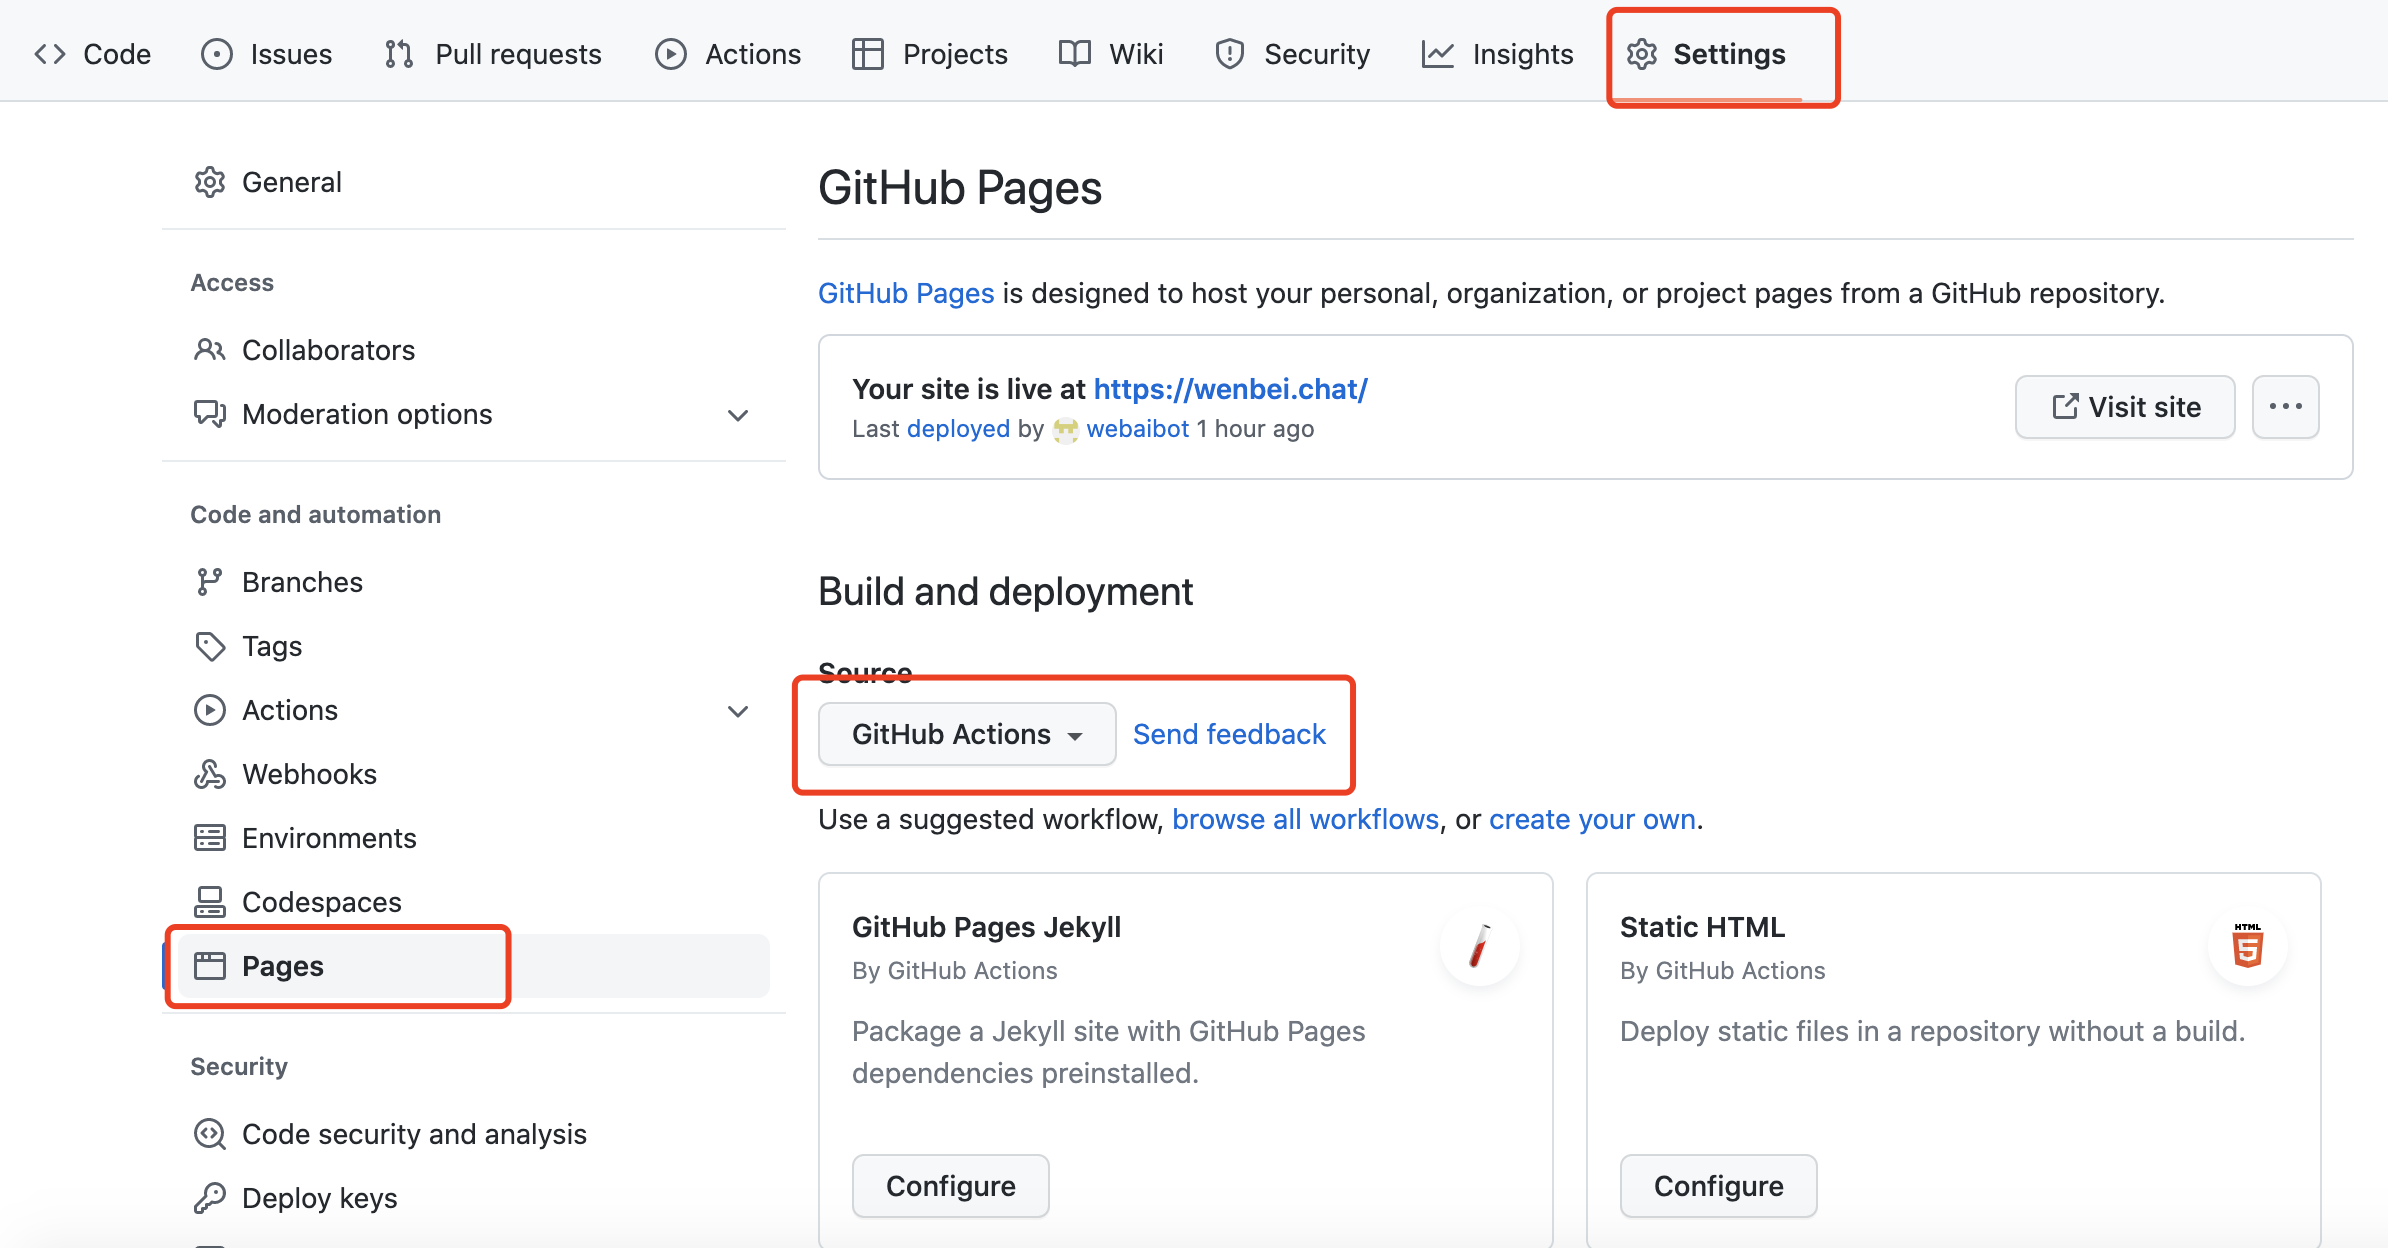 Code Issues Pull requests Actions Projects Wiki Security Insights Settings
General
Access
Collaborators
Moderation options
Code and automation
Branches
Tags
Actions
Webhooks
Environments
Codespaces
Pages
Security
Code security and analysis
Deploy keys
GitHub Pages
GitHub Pages is designed to host your personal, organization, or project pages from a GitHub repository.
Your site is live at https://wenbei.chat/
Last deployed by webaibot 1 hour ago
Visit site
Build and deployment
Source
GitHub Actions Send feedback
Use a suggested workflow, browse all workflows, or create your own.
GitHub Pages Jekyll
By GitHub Actions
Package a Jekyll site with GitHub Pages
dependencies preinstalled.
Configure
Static HTML
HTML
5
By GitHub Actions
Deploy static files in a repository without a build.
Configure